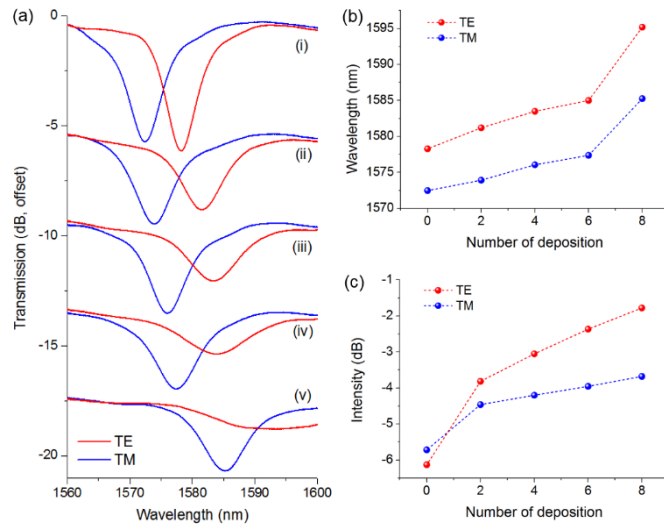 (a)
0
-5
-10
-15
-20
Transmission (dB, offset)
(i)
(ii)
(iii)
(iv)
(v)
TE
TM
1560
1570
1580
1590
1600
Wavelength (nm)
(b)
TE
TM
1595
1590
1585
1580
1575
1570
Wavelength (nm)
0
2
4
6
8
Number of deposition
(c)
TE
TM
-1
-2
-3
-4
-5
-6
Intensity (dB)
0
2
4
6
8
Number of deposition